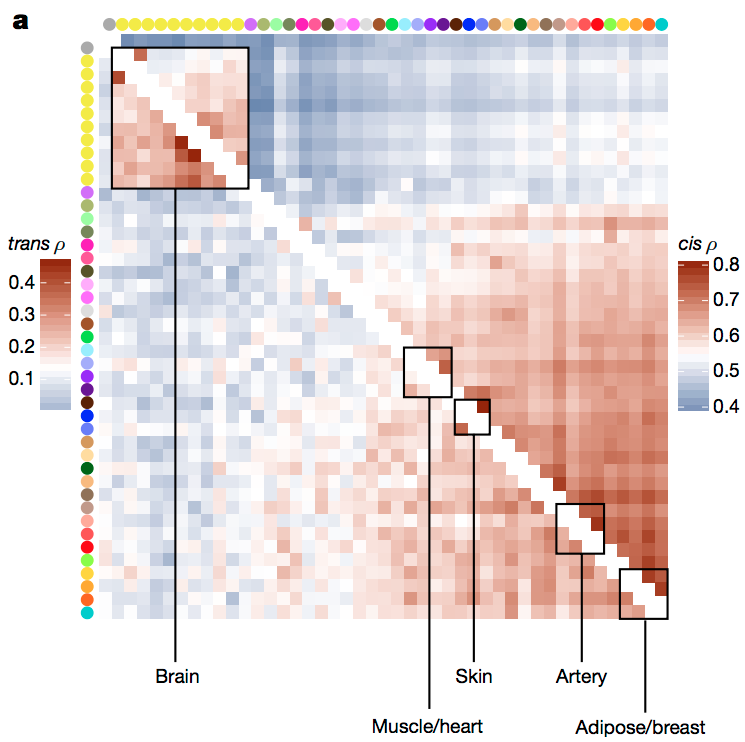 a
trans ρ
0.4
0.3
0.2
0.1
cis ρ
0.8
0.7
0.6
0.5
0.4
Brain
Skin
Artery
Muscle/heart
Adipose/breast